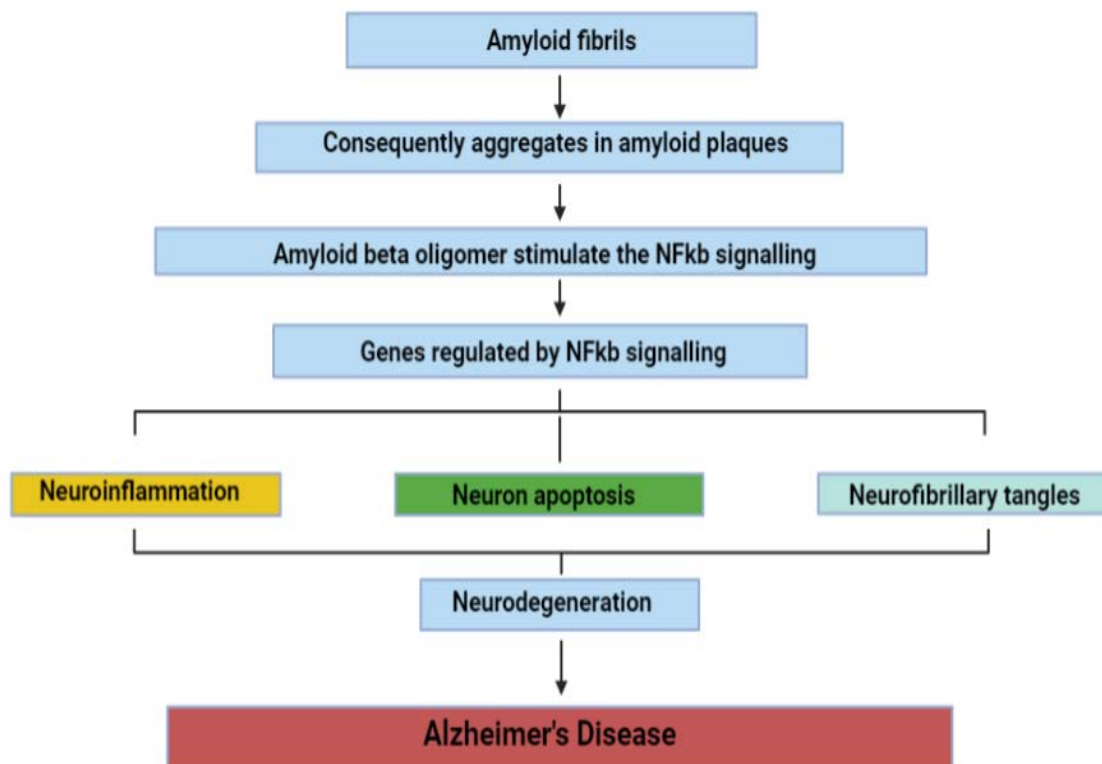 Amyloid fibrils
Consequently aggregates in amyloid plaques
Amyloid beta oligomer stimulate the NFkb signalling
Genes regulated by NFkb signalling
Neuroinflammation
Neuron apoptosis
Neurofibrillary tangles
Neurodegeneration
Alzheimer's Disease